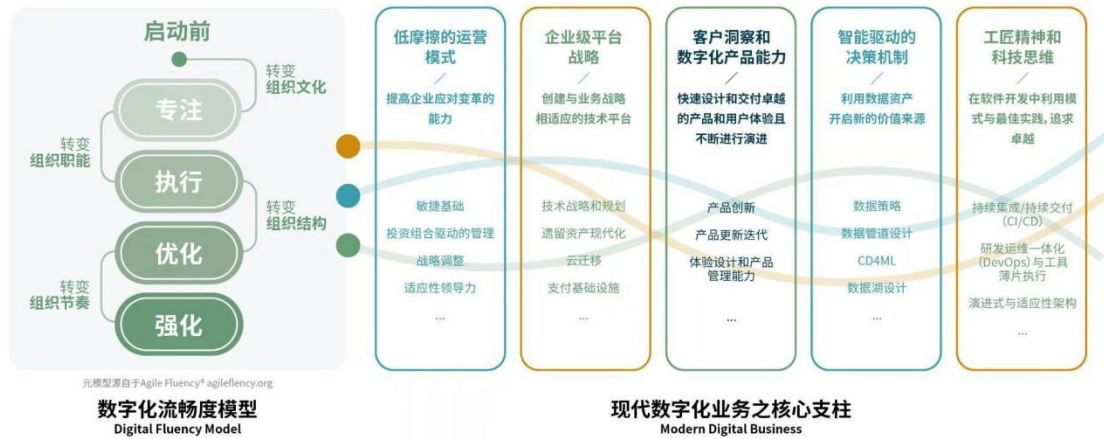 启动前
转变
组织文化
专注
转变
组织职能
执行
转变
组织结构
优化
转变
组织节奏
强化
元模型源自于Agile Fluency® agileflency.org
数字化流畅度模型
Digital Fluency Model
低摩擦的运营
模式
提高企业应对变革的
能力
敏捷基础
投资组合驱动的管理
战略调整
适应性领导力
...
企业级平台
战略
创建与业务战略
相适应的技术平台
技术战略和规划
遗留资产现代化
云迁移
支付基础设施
...
客户洞察和
数字化产品能力
快速设计和交付卓越
的产品和用户体验且
不断进行演进
产品创新
产品更新迭代
体验设计和产品
管理能力
...
智能驱动的
决策机制
利用数据资产
开启新的价值来源
数据策略
数据管道设计
CD4ML
数据湖设计
...
工匠精神和
科技思维
在软件开发中利用模
式与最佳实践,追求
卓越
持续集成/持续交付
(CI/CD)
研发运维一体化
(DevOps)与工具
薄片执行
演进式与适应性架构
...
现代数字化业务之核心支柱
Modern Digital Business